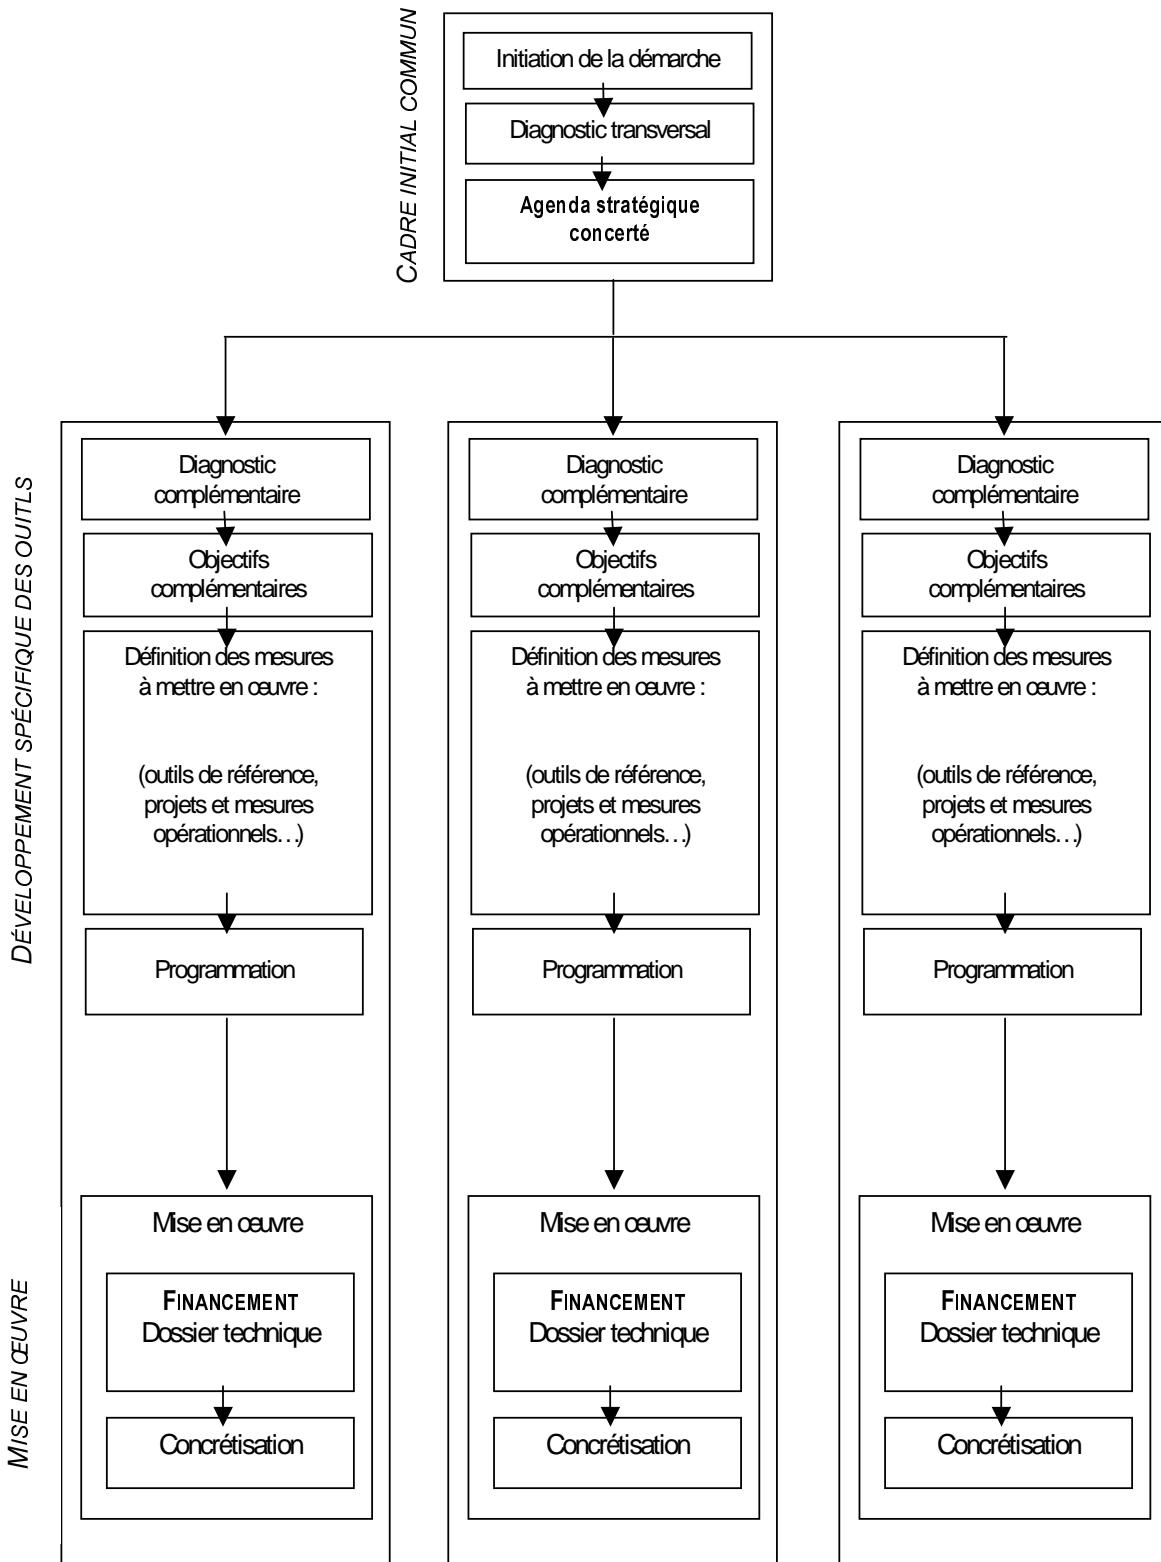 CADRE INITIAL COMMUN
Initiation de la démarche
Diagnostic transversal
Agenda stratégique
concerté
DÉVELOPPEMENT SPÉCIFIQUE DES OUITLS
Diagnostic
complémentaire
Objectifs
complémentaires
Définition des mesures
à mettre en œuvre :
(outils de référence,
projets et mesures
opérationnels…)
Programmation
Diagnostic
complémentaire
Objectifs
complémentaires
Définition des mesures
à mettre en œuvre :
(outils de référence,
projets et mesures
opérationnels…)
Programmation
Diagnostic
complémentaire
Objectifs
complémentaires
Définition des mesures
à mettre en œuvre :
(outils de référence,
projets et mesures
opérationnels…)
Programmation
MISE EN ŒUVRE
Mise en œuvre
FINANCEMENT
Dossier technique
Concrétisation
Mise en œuvre
FINANCEMENT
Dossier technique
Concrétisation
Mise en œuvre
FINANCEMENT
Dossier technique
Concrétisation